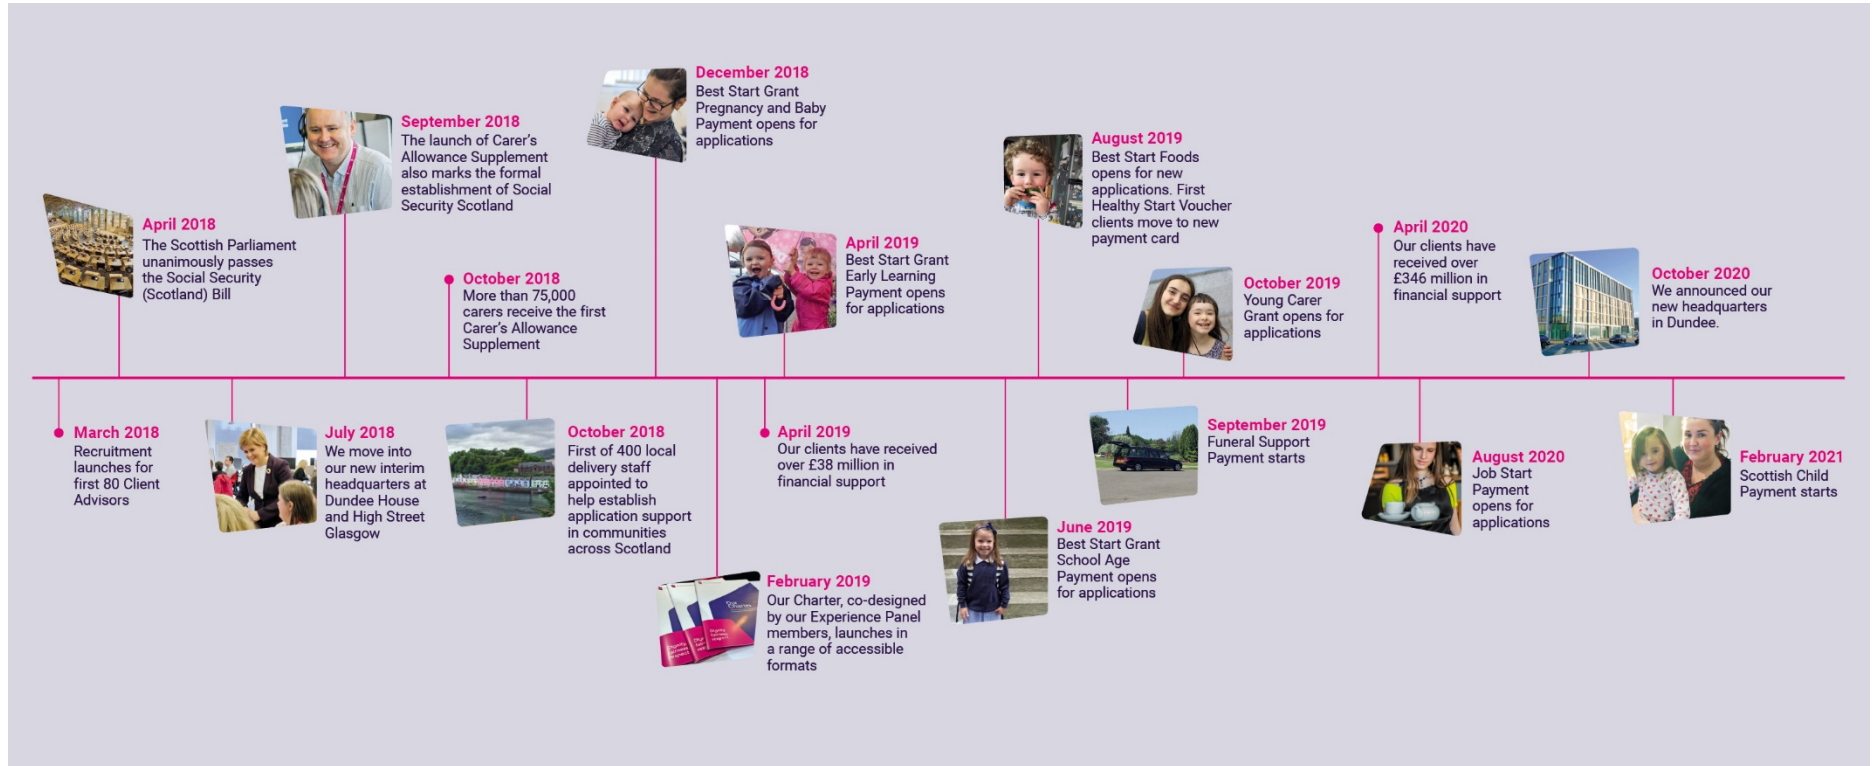 March 2018
Recruitment
launches for
first 80 Client
Advisors
April 2018
The Scottish Parliament
unanimously passes
the Social Security
(Scotland) Bill
July 2018
We move into
our new interim
headquarters at
Dundee House
and High Street
Glasgow
September 2018
The launch of Carer's
Allowance Supplement
also marks the formal
establishment of Social
Security Scotland
October 2018
More than 75,000
carers receive the first
Carer's Allowance
Supplement
October 2018
First of 400 local
delivery staff
appointed to
help establish
application support
in communities
across Scotland
December 2018
Best Start Grant
Pregnancy and Baby
Payment opens for
applications
February 2019
Our Charter, co-designed
by our Experience Panel
members, launches in
a range of accessible
formats
April 2019
Our clients have received
over £38 million in
financial support
April 2019
Best Start Grant
Early Learning
Payment opens
for applications
June 2019
Best Start Grant
School Age
Payment opens
for applications
August 2019
Best Start Foods
opens for new
applications. First
Healthy Start Voucher
clients move to new
payment card
September 2019
Funeral Support
Payment starts
October 2019
Young Carer
Grant opens for
applications
April 2020
Our clients have
received over
£346 million in
financial support
August 2020
Job Start
Payment
opens for
applications
October 2020
We announced our
new headquarters
in Dundee.
February 2021
Scottish Child
Payment starts